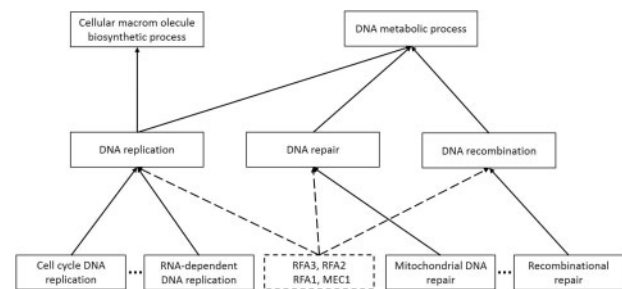 Cellular macrom olecule
biosynthetic process
DNA metabolic process
DNA replication
DNA repair
DNA recombination
Cell cycle DNA
replication
...
RNA-dependent
DNA replication
RFA3, RFA2
RFA1, MEC1
Mitochondrial DNA
repair
...
Recombinational
repair